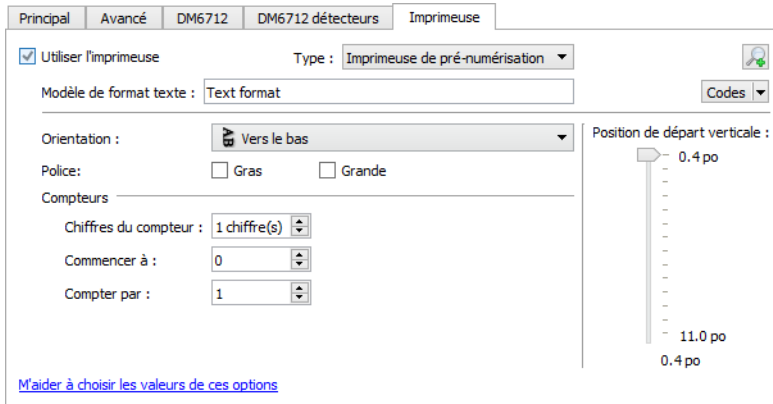 Principal Avancé DM6712 DM6712 détecteurs Imprimeuse
Utiliser l'imprimeuse Type : Imprimeuse de pré-numérisation
Modèle de format texte : Text format Codes
Orientation : AB Vers le bas Position de départ verticale :
0.4 po
Police: Gras Grande
Compteurs
Chiffres du compteur : 1 chiffre(s)
Commencer à : 0
Compter par : 1
11.0 po
0.4 po
M'aider à choisir les valeurs de ces options